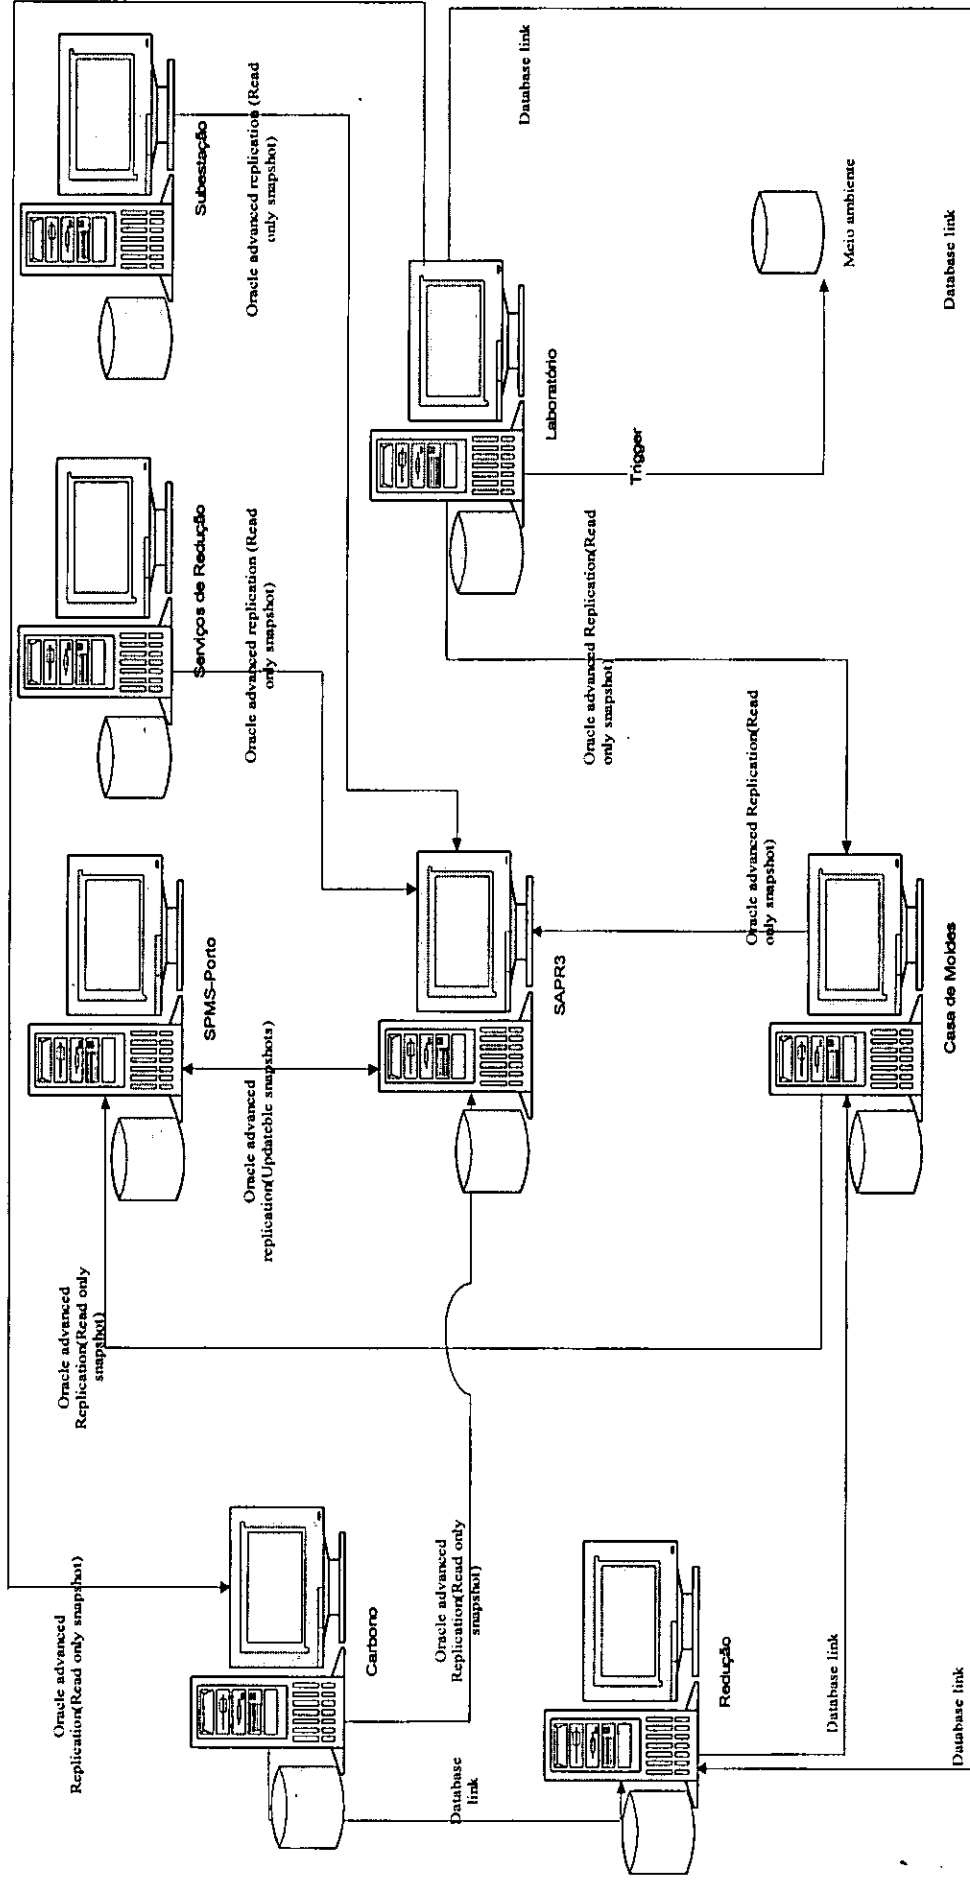 Oracle advanced
Replication(Read only snapshot)
Oracle advanced
Replication(Read only
snapshot)
SPMS-Porto
Serviços de Redução
Subestação
Oracle advanced
replication(Updateble snapshots)
Oracle advanced replication (Read
only snapshot)
Oracle advanced replication (Read
only snapshot)
Carbono
Oracle advanced
Replication(Read only
snapshot)
Database
link
Database link
SAPR3
Laboratório
Oracle advanced Replication(Read
only snapshot)
Trigger
Redução
Oracle advanced Replication(Read
only snapshot)
Database link
Meio ambiente
Casa de Moldes
Database link
Database link